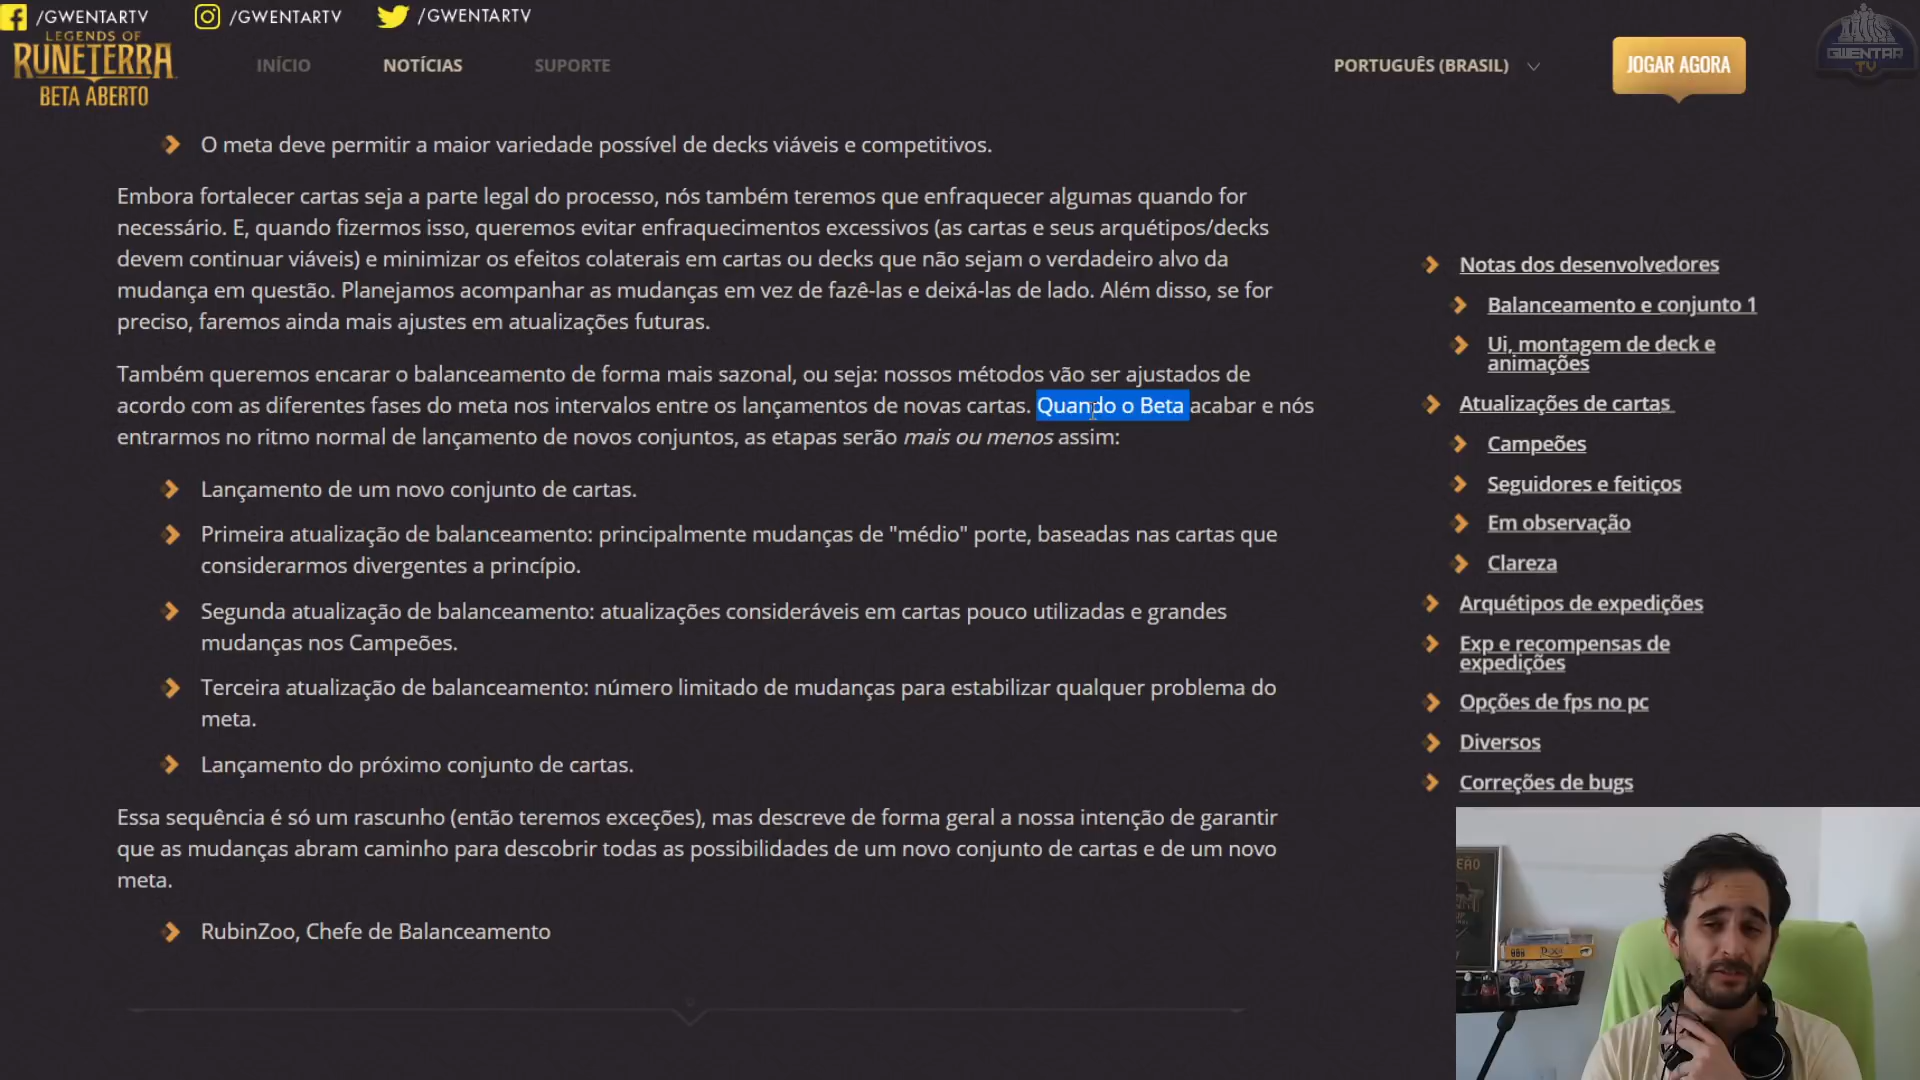 /GWENTARTV /GWENTARTV /GWENTARTV
LEGENDS OF
RUNETERRA
BETA ABERTO
INÍCIO NOTÍCIAS SUPORTE PORTUGUÊS (BRASIL) JOGAR AGORA
GWENTAR
TV
O meta deve permitir a maior variedade possível de decks viáveis e competitivos.
Embora fortalecer cartas seja a parte legal do processo, nós também teremos que enfraquecer algumas quando for
necessário. E, quando fizermos isso, queremos evitar enfraquecimentos excessivos (as cartas e seus arquétipos/decks
devem continuar viáveis) e minimizar os efeitos colaterais em cartas ou decks que não sejam o verdadeiro alvo da
mudança em questão. Planejamos acompanhar as mudanças em vez de fazê-las e deixá-las de lado. Além disso, se for
preciso, faremos ainda mais ajustes em atualizações futuras.
Também queremos encarar o balanceamento de forma mais sazonal, ou seja: nossos métodos vão ser ajustados de
acordo com as diferentes fases do meta nos intervalos entre os lançamentos de novas cartas. Quando o Beta acabar e nós
entrarmos no ritmo normal de lançamento de novos conjuntos, as etapas serão mais ou menos assim:
Lançamento de um novo conjunto de cartas.
Primeira atualização de balanceamento: principalmente mudanças de "médio" porte, baseadas nas cartas que
considerarmos divergentes a princípio.
Segunda atualização de balanceamento: atualizações consideráveis em cartas pouco utilizadas e grandes
mudanças nos Campeões.
Terceira atualização de balanceamento: número limitado de mudanças para estabilizar qualquer problema do
meta.
Lançamento do próximo conjunto de cartas.
Essa sequência é só um rascunho (então teremos exceções), mas descreve de forma geral a nossa intenção de garantir
que as mudanças abram caminho para descobrir todas as possibilidades de um novo conjunto de cartas e de um novo
meta.
RubinZoo, Chefe de Balanceamento
Notas dos desenvolvedores
Balanceamento e conjunto 1
Ui, montagem de deck e
animações
Atualizações de cartas
Campeões
Seguidores e feitiços
Em observação
Clareza
Arquétipos de expedições
Exp e recompensas de
expedições
Opções de fps no pc
Diversos
Correções de bugs